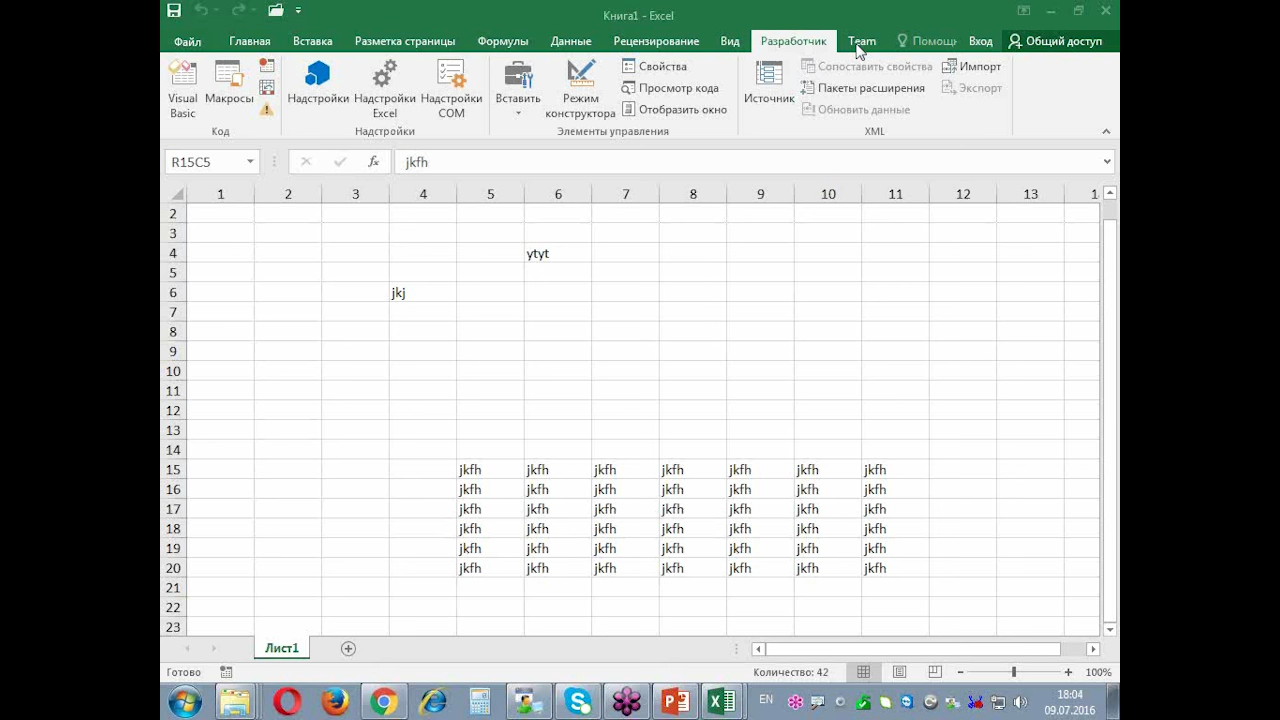 Книга1 - Excel
Файл Главная Вставка Разметка страницы Формулы Данные Рецензирование Вид Разработчик Team Помощь Вход Общий доступ
Visual Basic
Макросы
Код
Надстройки
Надстройки Excel
Надстройки COM
Надстройки
Вставить
Режим конструктора
Свойства
Просмотр кода
Отобразить окно
Элементы управления
Источник
Сопоставить свойства
Пакеты расширения
Обновить данные
Импорт
Экспорт
XML
R15C5 fx jkfh
1 2 3 4 5 6 7 8 9 10 11 12 13 1
2
3
4 ytyt
5
6 jkj
7
8
9
10
11
12
13
14
15 jkfh jkfh jkfh jkfh jkfh jkfh jkfh
16 jkfh jkfh jkfh jkfh jkfh jkfh jkfh
17 jkfh jkfh jkfh jkfh jkfh jkfh jkfh
18 jkfh jkfh jkfh jkfh jkfh jkfh jkfh
19 jkfh jkfh jkfh jkfh jkfh jkfh jkfh
20 jkfh jkfh jkfh jkfh jkfh jkfh jkfh
21
22
23
Лист1
Готово Количество: 42 100%
EN 18:04
09.07.2016